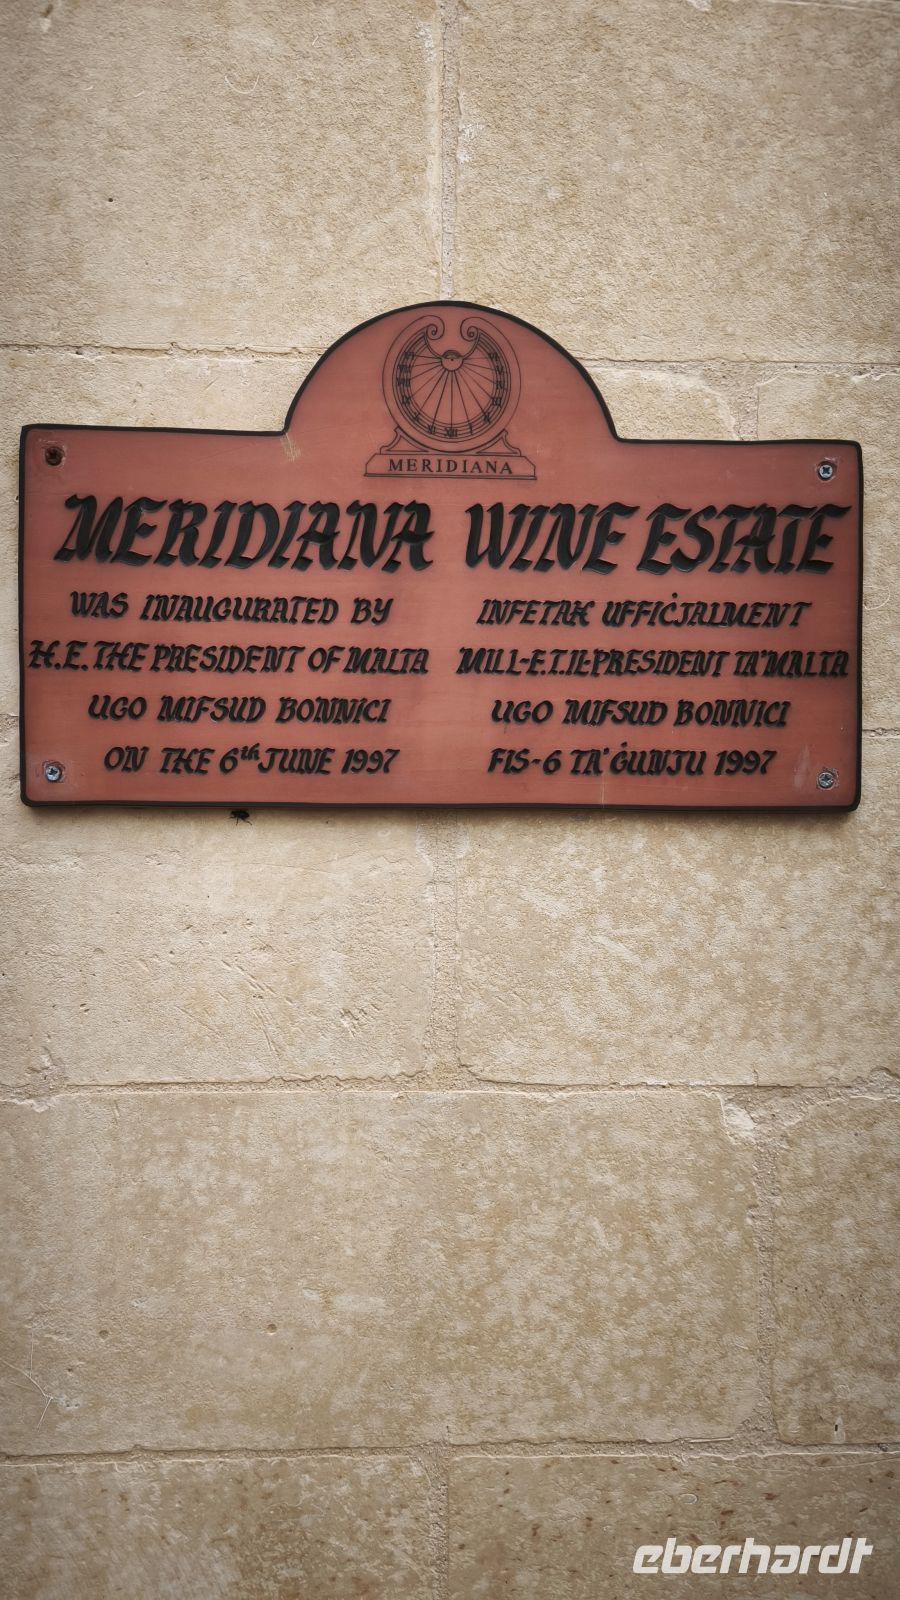 MERIDIANA
MERIDIANA WINE ESTATE
WAS INAUGURATED BY
H.E. THE PRESIDENT OF MALTA
UGO MIFSUD BONNICI
ON THE 6th JUNE 1997
INFETAĦ UFFIĊJALMENT
MILL-E.T.IL-PRESIDENT TA' MALTA
UGO MIFSUD BONNICI
FIS-6 TA' ĠUNJU 1997
eberhardt